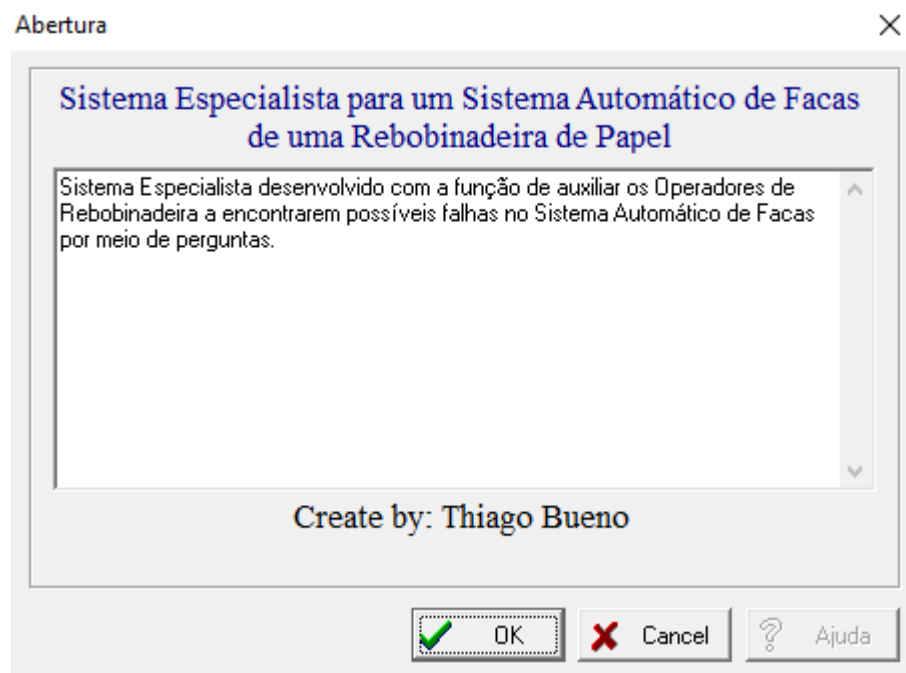 Abertura
Sistema Especialista para um Sistema Automático de Facas
de uma Rebobinadeira de Papel
Sistema Especialista desenvolvido com a função de auxiliar os Operadores de
Rebobinadeira a encontrarem possíveis falhas no Sistema Automático de Facas
por meio de perguntas.
Create by: Thiago Bueno
OK Cancel Ajuda